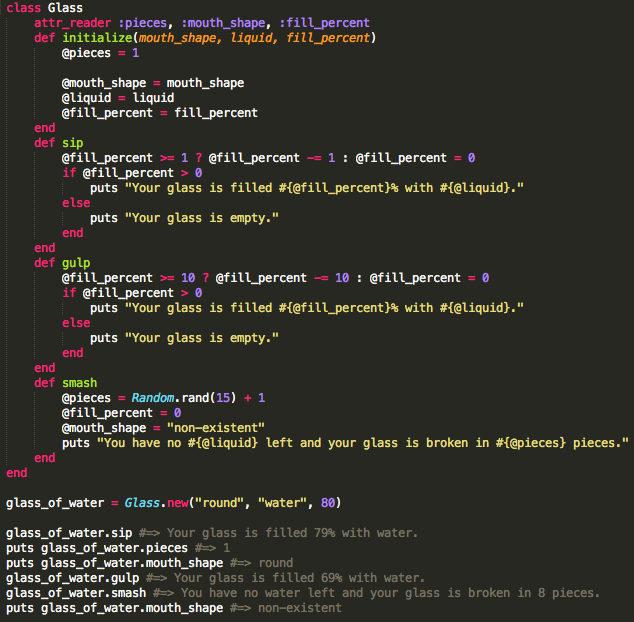 class Glass
    attr_reader :pieces, :mouth_shape, :fill_percent
    def initialize(mouth_shape, liquid, fill_percent)
        @pieces = 1

        @mouth_shape = mouth_shape
        @liquid = liquid
        @fill_percent = fill_percent
    end
    def sip
        @fill_percent >= 1 ? @fill_percent -= 1 : @fill_percent = 0
        if @fill_percent > 0
            puts "Your glass is filled #{@fill_percent}% with #{@liquid}."
        else
            puts "Your glass is empty."
        end
    end
    def gulp
        @fill_percent >= 10 ? @fill_percent -= 10 : @fill_percent = 0
        if @fill_percent > 0
            puts "Your glass is filled #{@fill_percent}% with #{@liquid}."
        else
            puts "Your glass is empty."
        end
    end
    def smash
        @pieces = Random.rand(15) + 1
        @fill_percent = 0
        @mouth_shape = "non-existent"
        puts "You have no #{@liquid} left and your glass is broken in #{@pieces} pieces."
    end
end

glass_of_water = Glass.new("round", "water", 80)

glass_of_water.sip #=> Your glass is filled 79% with water.
puts glass_of_water.pieces #=> 1
puts glass_of_water.mouth_shape #=> round
glass_of_water.gulp #=> Your glass is filled 69% with water.
glass_of_water.smash #=> You have no water left and your glass is broken in 8 pieces.
puts glass_of_water.mouth_shape #=> non-existent